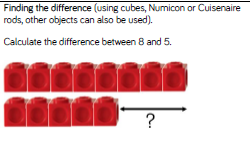 Finding the difference (using cubes, Numicon or Cuisenaire
rods, other objects can also be used).
Calculate the difference between 8 and 5.
?